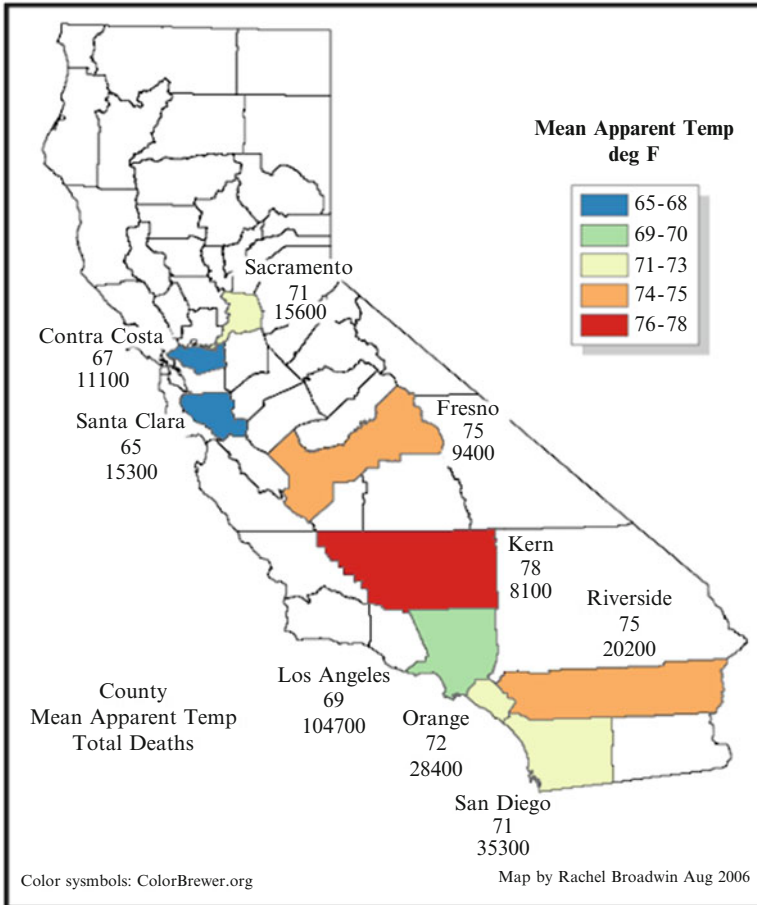 Mean Apparent Temp
deg F
65-68
69-70
71-73
74-75
76-78
Sacramento
71
15600
Contra Costa
67
11100
Santa Clara
65
15300
Fresno
75
9400
Kern
78
8100
Riverside
75
20200
Los Angeles
69
104700
Orange
72
28400
San Diego
71
35300
County
Mean Apparent Temp
Total Deaths
Color sysmbols: ColorBrewer.org
Map by Rachel Broadwin Aug 2006